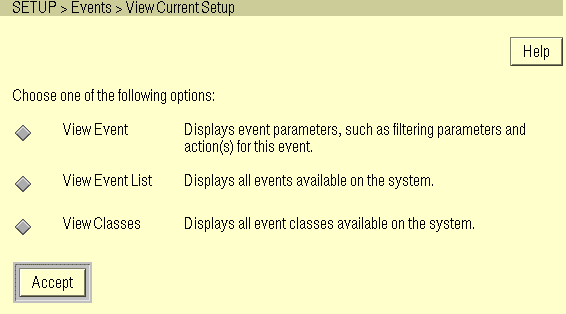 SETUP > Events > View Current Setup
Help
Choose one of the following options:
View Event Displays event parameters, such as filtering parameters and
action(s) for this event.
View Event List Displays all events available on the system.
View Classes Displays all event classes available on the system.
Accept